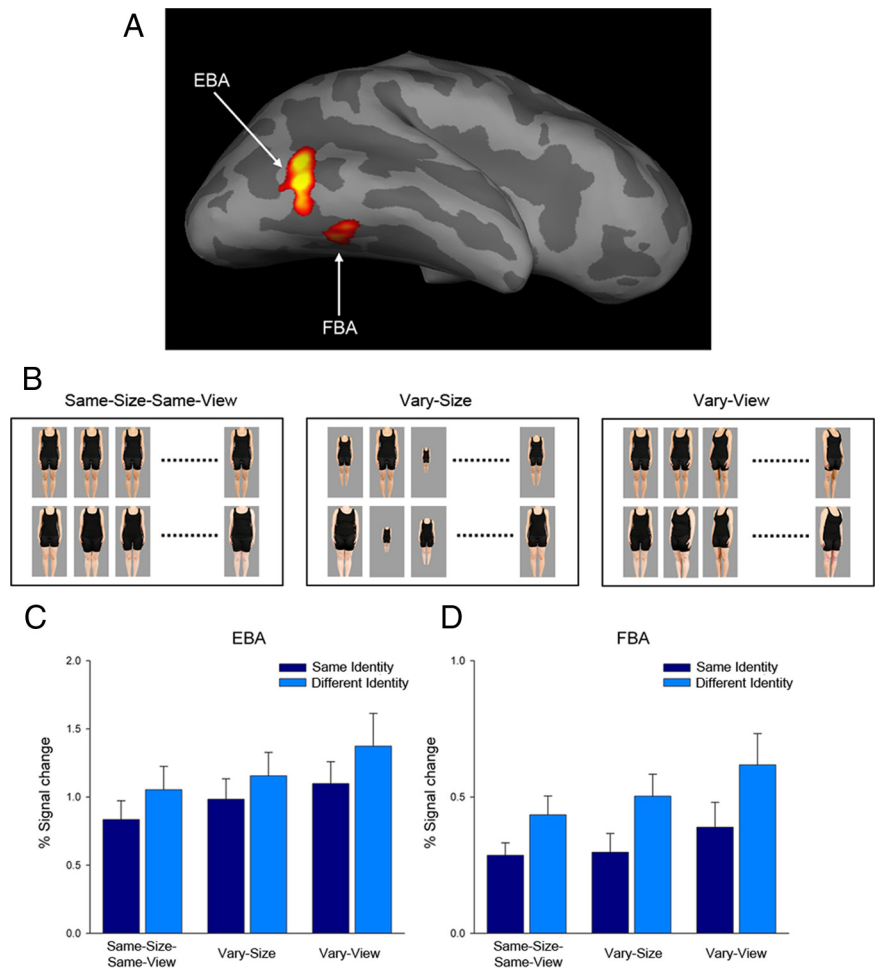 A
EBA
FBA
B
Same-Size-Same-View
Vary-Size
Vary-View
C
EBA
2.0
1.5
1.0
0.5
0.0
% Signal change
Same Identity
Different Identity
Same-Size-
Same-View
Vary-Size
Vary-View
D
FBA
1.0
0.5
0.0
% Signal change
Same Identity
Different Identity
Same-Size-
Same-View
Vary-Size
Vary-View